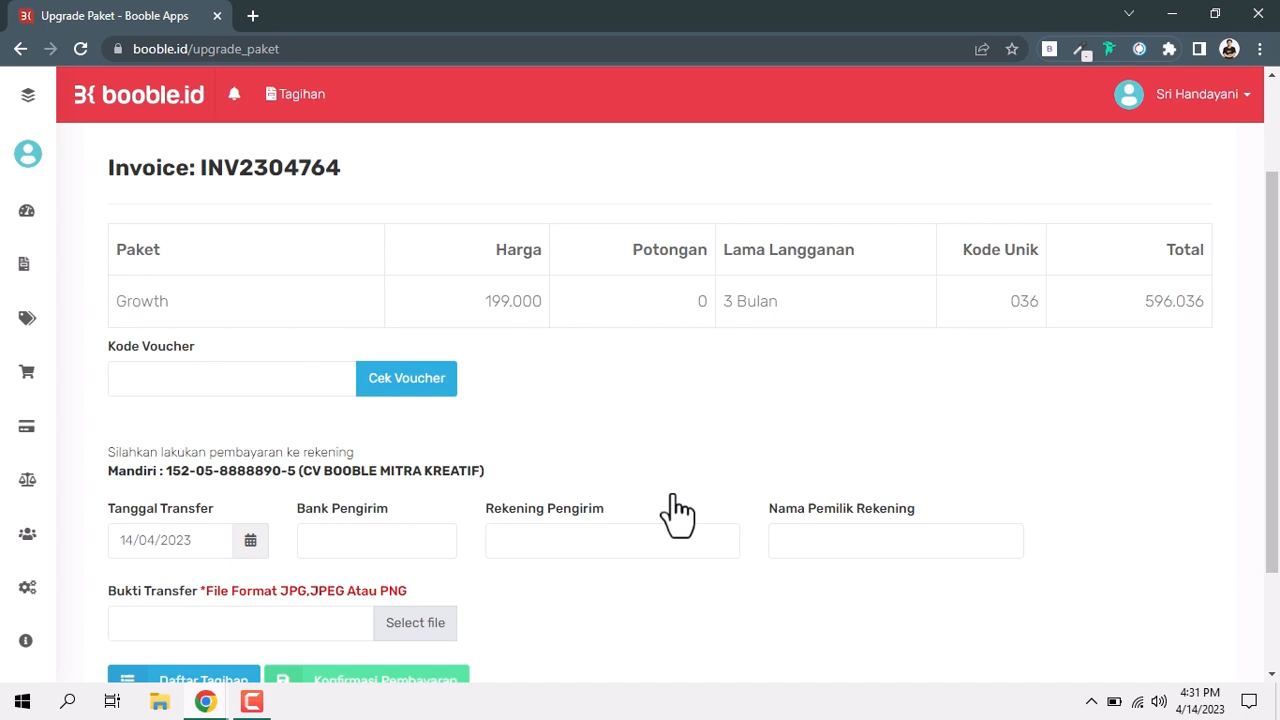 Upgrade Paket - Booble Apps
booble.id/upgrade_paket
booble.id
Tagihan
Sri Handayani
Invoice: INV2304764
Paket Harga Potongan Lama Langganan Kode Unik Total
Growth 199.000 0 3 Bulan 036 596.036
Kode Voucher
Cek Voucher
Silahkan lakukan pembayaran ke rekening
Mandiri : 152-05-8888890-5 (CV BOOBLE MITRA KREATIF)
Tanggal Transfer Bank Pengirim Rekening Pengirim Nama Pemilik Rekening
14/04/2023
Bukti Transfer *File Format JPG,JPEG Atau PNG
Select file
Daftar Tagihan Konfirmasi Pembayaran
4:31 PM
4/14/2023